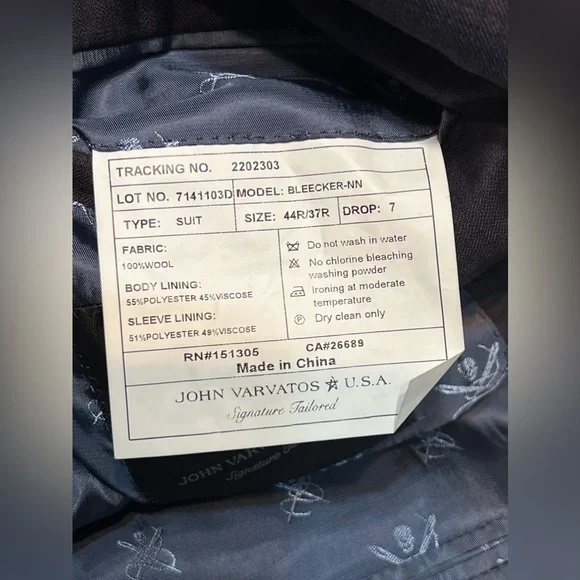 TRACKING NO. 2202303
LOT NO. 7141103D MODEL: BLEECKER-NN
TYPE: SUIT SIZE: 44R/37R DROP: 7
FABRIC:
100%WOOL
BODY LINING:
55%POLYESTER 45%VISCOSE
SLEEVE LINING:
51%POLYESTER 49%VISCOSE
Do not wash in water
No chlorine bleaching
washing powder
Ironing at moderate
temperature
P Dry clean only
RN#151305 CA#26689
Made in China
JOHN VARVATOS U.S.A.
Signature Tailored
JOHN VAR
Signature